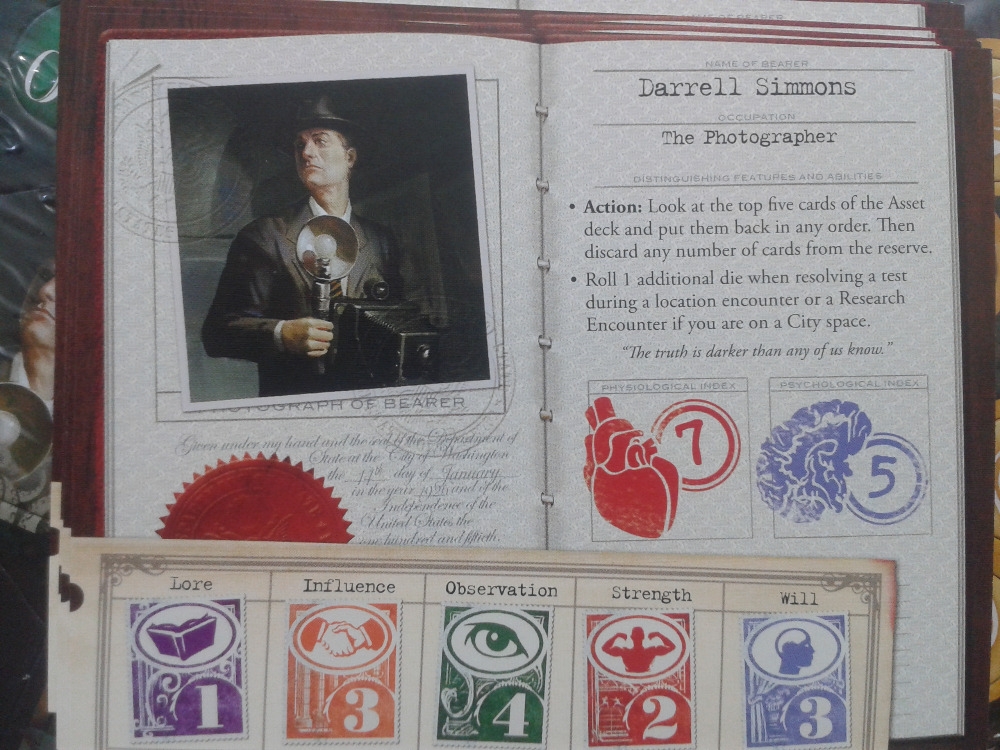 NAME OF BEARER
Darrell Simmons
OCCUPATION
The Photographer
DISTINGUISHING FEATURES AND ABILITIES
• Action: Look at the top five cards of the Asset
deck and put them back in any order. Then
discard any number of cards from the reserve.
• Roll 1 additional die when resolving a test
during a location encounter or a Research
Encounter if you are on a City space.
"The truth is darker than any of us know."
PHYSIOLOGICAL INDEX
7
PSYCHOLOGICAL INDEX
5
PHOTOGRAPH OF BEARER
Given under my hand and the seal of the Department of
State at the City of Washington
the 14th day of January
in the year 1926 and of the
Independence of the
United States the
one hundred and fiftieth.
Lore
Influence
Observation
Strength
Will
1
3
4
2
3